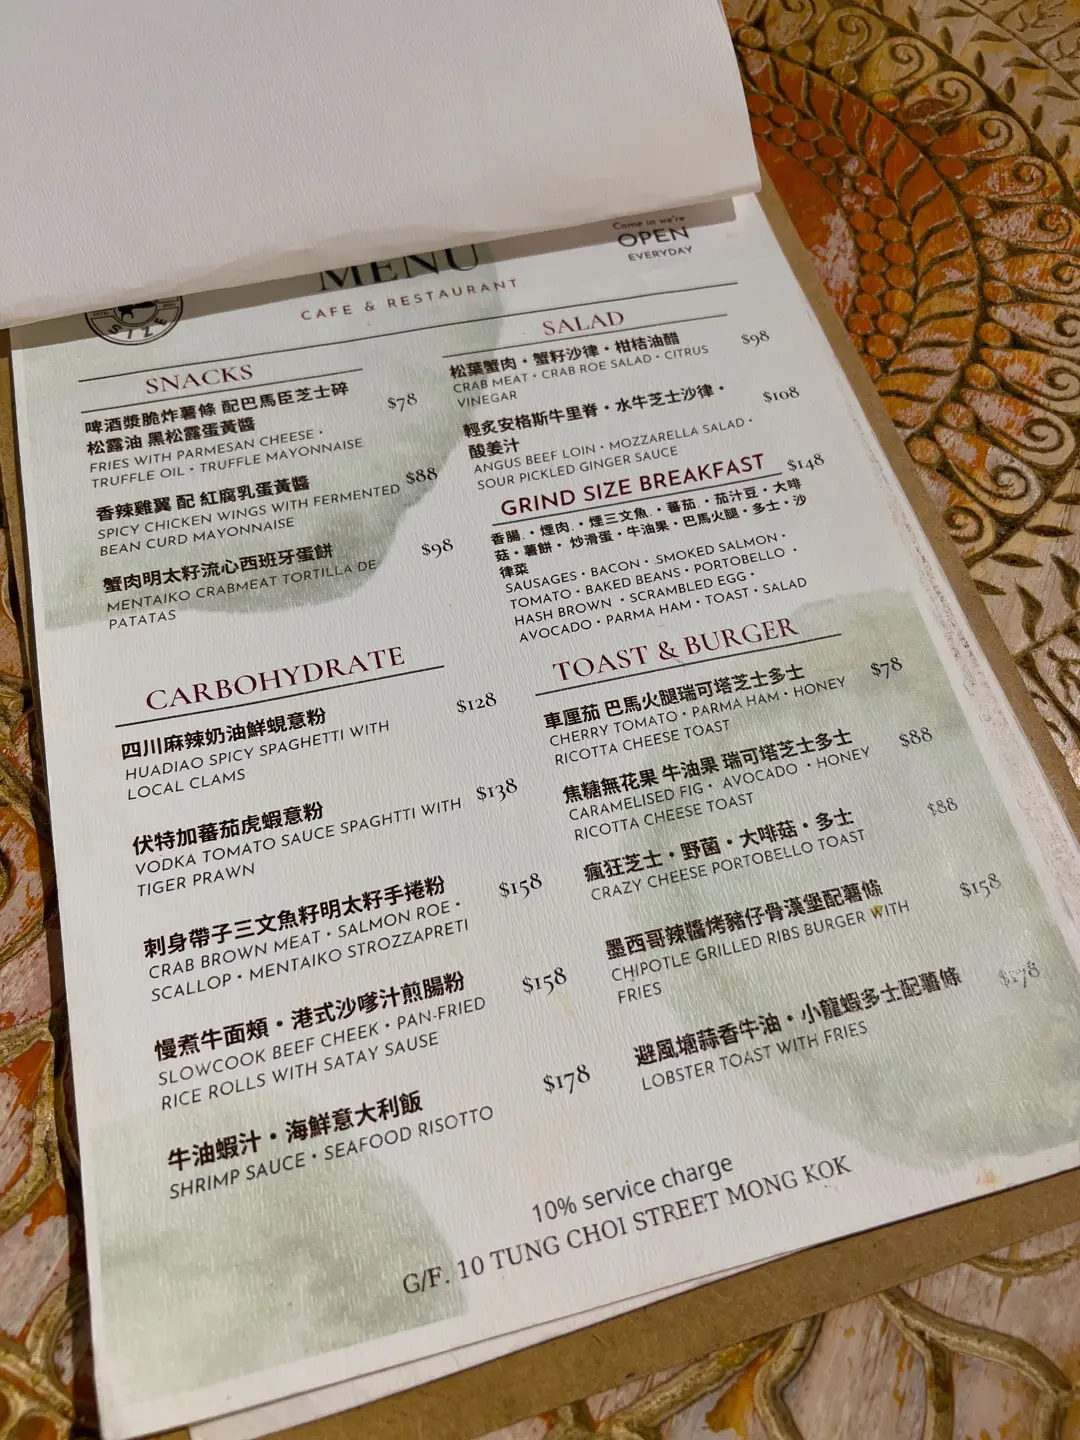 MENU
CAFE & RESTAURANT
Come in we're
OPEN
EVERYDAY
SIZE
SNACKS
啤酒漿脆炸薯條 配巴馬臣芝士碎
松露油 黑松露蛋黃醬
$78
FRIES WITH PARMESAN CHEESE・
TRUFFLE OIL・TRUFFLE MAYONNAISE
香辣雞翼 配 紅腐乳蛋黃醬
$88
SPICY CHICKEN WINGS WITH FERMENTED
BEAN CURD MAYONNAISE
蟹肉明太籽流心西班牙蛋餅
$98
MENTAIKO CRABMEAT TORTILLA DE
PATATAS
CARBOHYDRATE
四川麻辣奶油鮮蜆意粉
$128
HUADIAO SPICY SPAGHETTI WITH
LOCAL CLAMS
伏特加蕃茄虎蝦意粉
$138
VODKA TOMATO SAUCE SPAGHTTI WITH
TIGER PRAWN
刺身帶子三文魚籽明太籽手捲粉
$158
CRAB BROWN MEAT・SALMON ROE・
SCALLOP・MENTAIKO STROZZAPRETI
慢煮牛面頰・港式沙嗲汁煎腸粉
$158
SLOWCOOK BEEF CHEEK・PAN-FRIED
RICE ROLLS WITH SATAY SAUSE
牛油蝦汁・海鮮意大利飯
$178
SHRIMP SAUCE・SEAFOOD RISOTTO
SALAD
松葉蟹肉・蟹籽沙律・柑桔油醋
$98
CRAB MEAT・CRAB ROE SALAD・CITRUS
VINEGAR
輕炙安格斯牛里脊・水牛芝士沙律・
酸姜汁
$108
ANGUS BEEF LOIN・MOZZARELLA SALAD・
SOUR PICKLED GINGER SAUCE
GRIND SIZE BREAKFAST
$148
香腸・煙肉・煙三文魚・蕃茄・茄汁豆・大啡
菇・薯餅・炒滑蛋・牛油果・巴馬火腿・多士・沙
律菜
SAUSAGES・BACON・SMOKED SALMON・
TOMATO・BAKED BEANS・PORTOBELLO・
HASH BROWN・SCRAMBLED EGG・
AVOCADO・PARMA HAM・TOAST・SALAD
TOAST & BURGER
車厘茄 巴馬火腿瑞可塔芝士多士
$78
CHERRY TOMATO・PARMA HAM・HONEY
RICOTTA CHEESE TOAST
焦糖無花果 牛油果 瑞可塔芝士多士
$88
CARAMELISED FIG・AVOCADO・HONEY
RICOTTA CHEESE TOAST
瘋狂芝士・野菌・大啡菇・多士
$88
CRAZY CHEESE PORTOBELLO TOAST
墨西哥辣醬烤豬仔骨漢堡配薯條
$158
CHIPOTLE GRILLED RIBS BURGER WITH
FRIES
避風塘蒜香牛油・小龍蝦多士配薯條
$178
LOBSTER TOAST WITH FRIES
10% service charge
G/F. 10 TUNG CHOI STREET MONG KOK